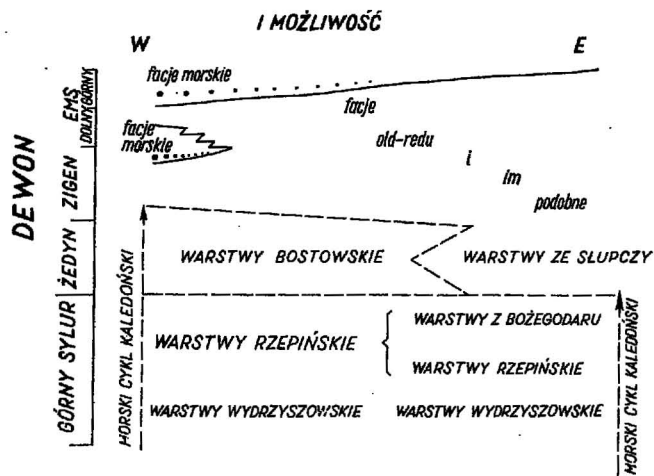 I MOŻLIWOŚĆ
W E
DEWON
EMS
DOLNY GÓRNY
facje morskie
facje
facje
morskie
old-redu
i
im
podobne
ZIGEN
ŻEDYN
WARSTWY BOSTOWSKIE
WARSTWY ZE SŁUPCZY
GÓRNY SYLUR
MORSKI CYKL KALEDOŃSKI
WARSTWY RZEPIŃSKIE
WARSTWY Z BOŻEGODARU
WARSTWY RZEPIŃSKIE
WARSTWY WYDRZYSZOWSKIE
WARSTWY WYDRZYSZOWSKIE
MORSKI CYKL KALEDOŃSKI